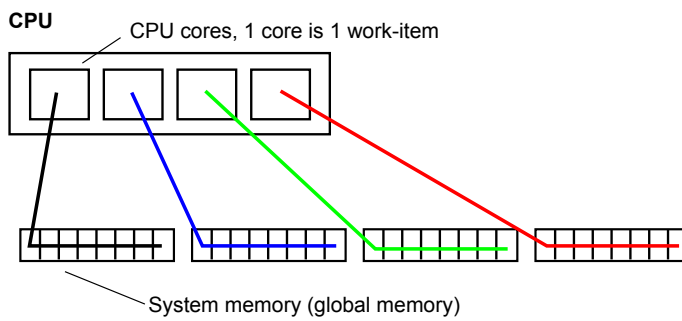 CPU
CPU cores, 1 core is 1 work-item
System memory (global memory)